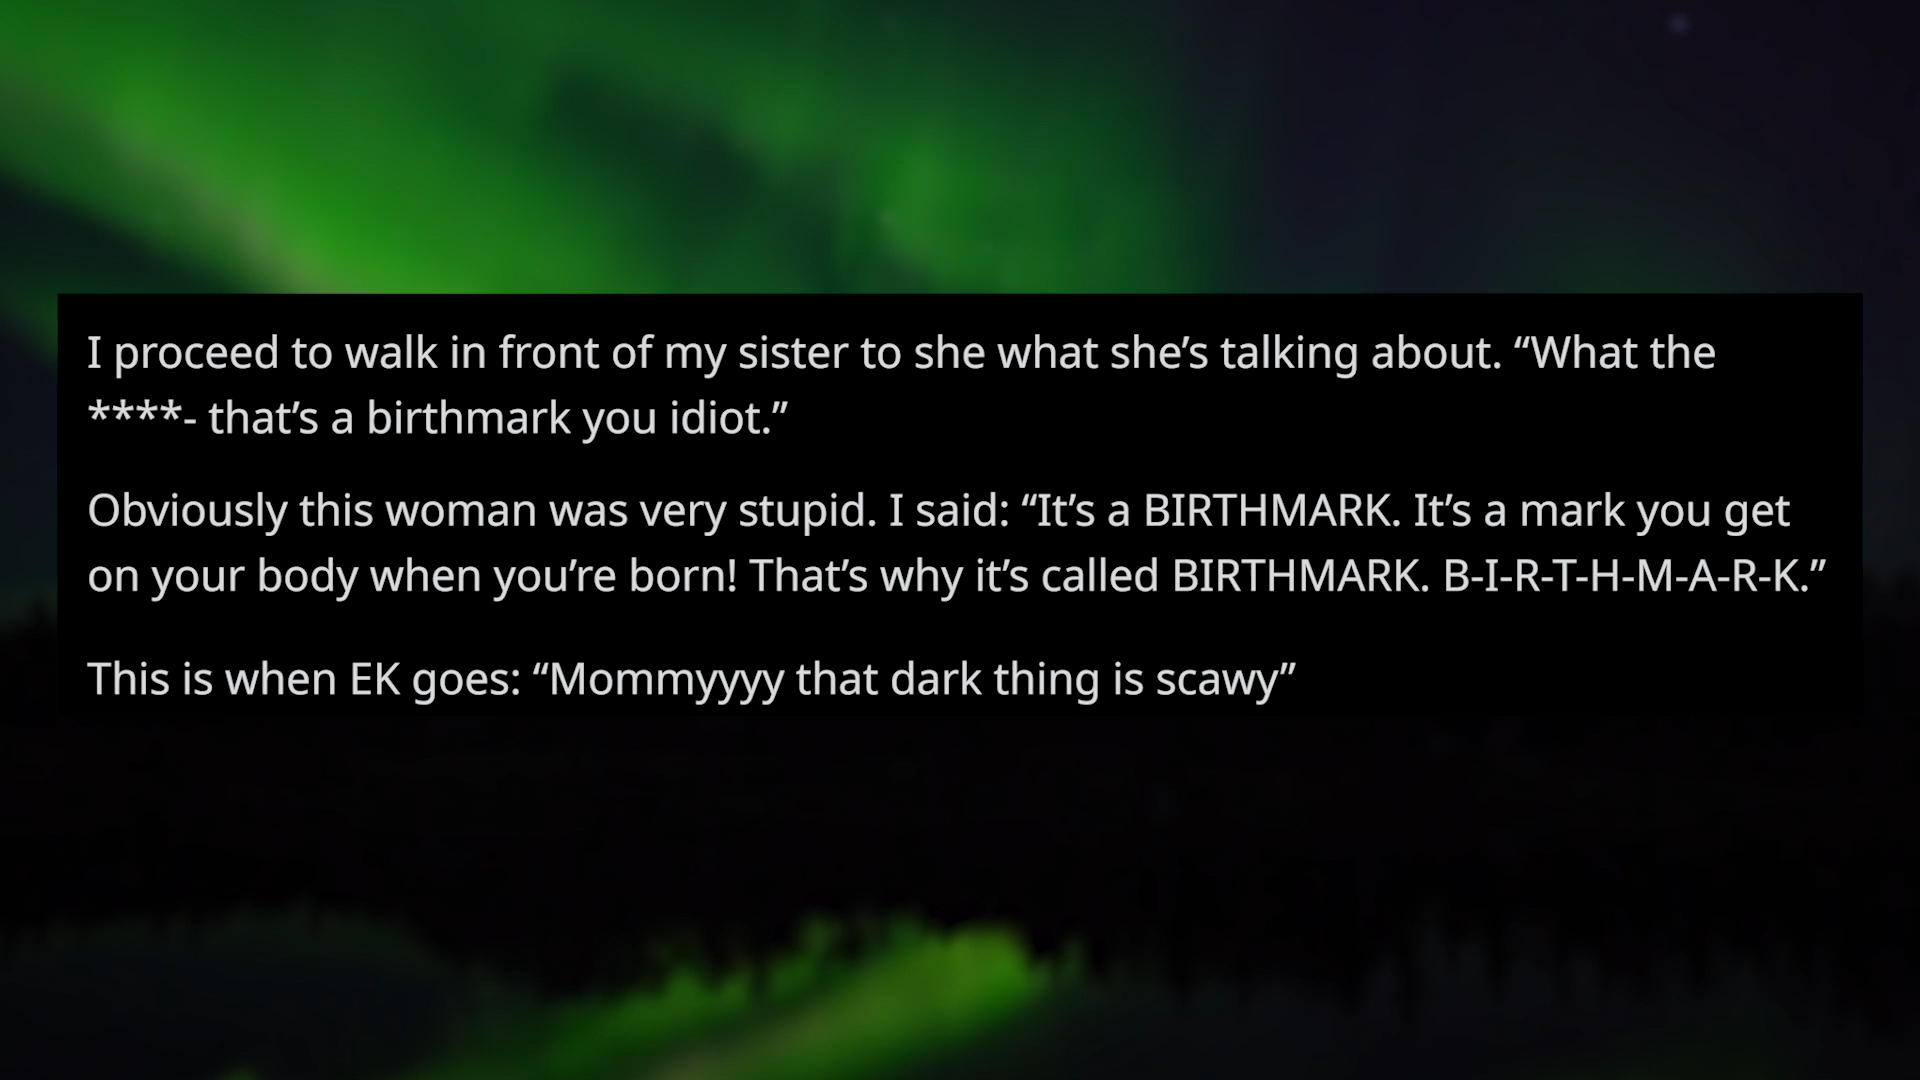 I proceed to walk in front of my sister to she what she’s talking about. “What the
****- that’s a birthmark you idiot.”
Obviously this woman was very stupid. I said: “It’s a BIRTHMARK. It’s a mark you get
on your body when you’re born! That’s why it’s called BIRTHMARK. B-I-R-T-H-M-A-R-K.”
This is when EK goes: “Mommyyyy that dark thing is scawy”